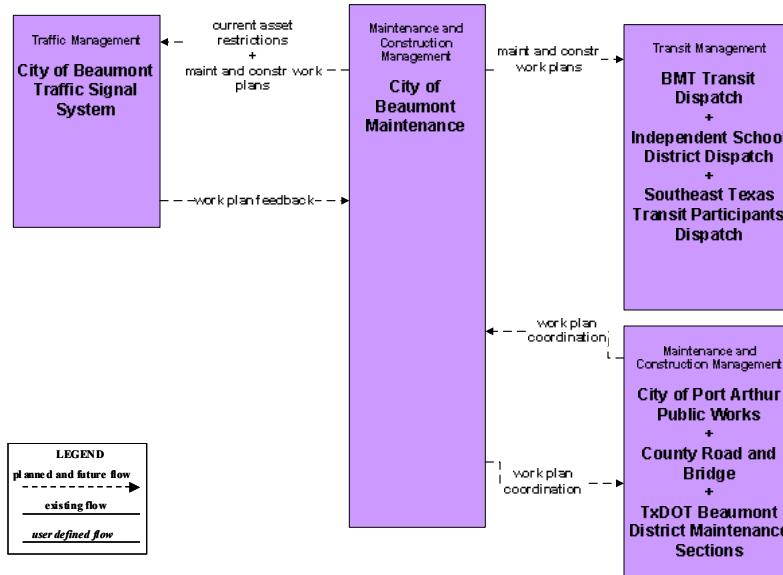 Traffic Management
City of Beaumont
Traffic Signal
System
current asset
restrictions
+
maint and constr work
plans
work plan feedback
Maintenance and
Construction
Management
City of
Beaumont
Maintenance
maint and constr
work plans
Transit Management
BMT Transit
Dispatch
+
Independent School
District Dispatch
+
Southeast Texas
Transit Participants
Dispatch
work plan
coordination
work plan
coordination
Maintenance and
Construction Management
City of Port Arthur
Public Works
+
County Road and
Bridge
+
TxDOT Beaumont
District Maintenance
Sections
LEGEND
planned and future flow
existing flow
user defined flow